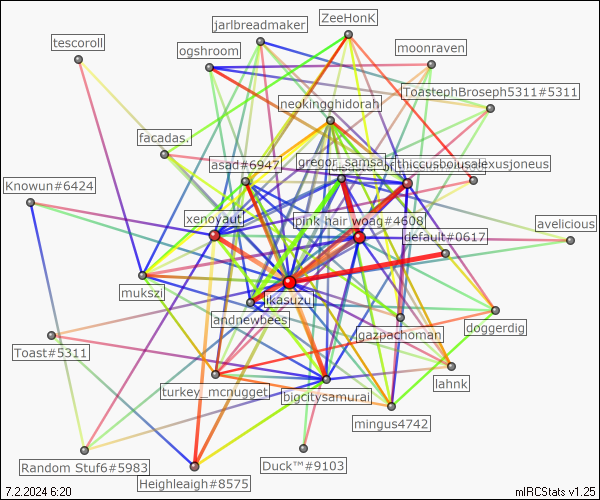 ZeeHonK
jarlbreadmaker
tescoroll
ogshroom
moonraven
ToastephBroseph5311#5311
neokingghidorah
facadas.
asad#6947
gregor_samsa
thiccusboiusalexusjoneus
Knowun#6424
xenoyaut
pink hair woag#4608
avelicious
default#0617
mukszi
ikasuzu
andnewbees
doggerdig
gazpachoman
Toast#5311
lahnk
turkey_mcnugget
bigcitysamurai
mingus4742
Random Stuf6#5983
Duck™#9103
Heighleaigh#8575
7.2.2024 6:20
mIRCStats v1.25